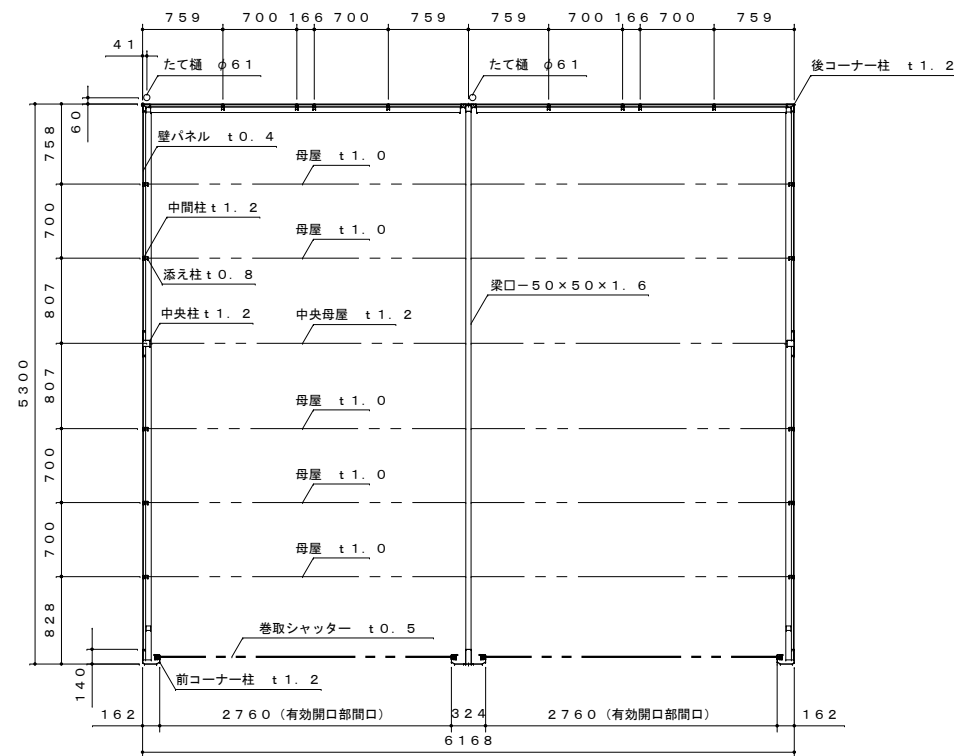 ７５９　７００　１６６　７００　７５９　７５９　７００　１６６　７００　７５９
４１
たて樋　φ６１
たて樋　φ６１
後コーナー柱　ｔ１．２
６０
壁パネル　ｔ０．４
７５８
母屋　ｔ１．０
中間柱ｔ１．２
７００
母屋　ｔ１．０
添え柱ｔ０．８
梁口－５０×５０×１．６
８０７
中央柱ｔ１．２
中央母屋　ｔ１．２
５３００
８０７
母屋　ｔ１．０
７００
母屋　ｔ１．０
７００
母屋　ｔ１．０
８２８
巻取シャッター　ｔ０．５
１４０
前コーナー柱　ｔ１．２
１６２　２７６０（有効開口部間口）　３２４　２７６０（有効開口部間口）　１６２
６１６８